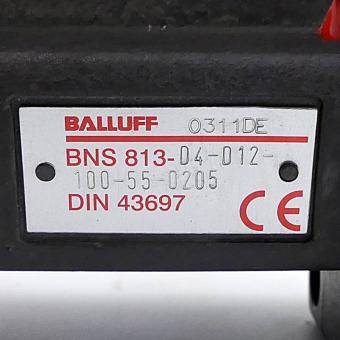 BALLUFF 0311DE
BNS 813-D4-D12-
100-55-0205
DIN 43697 CE